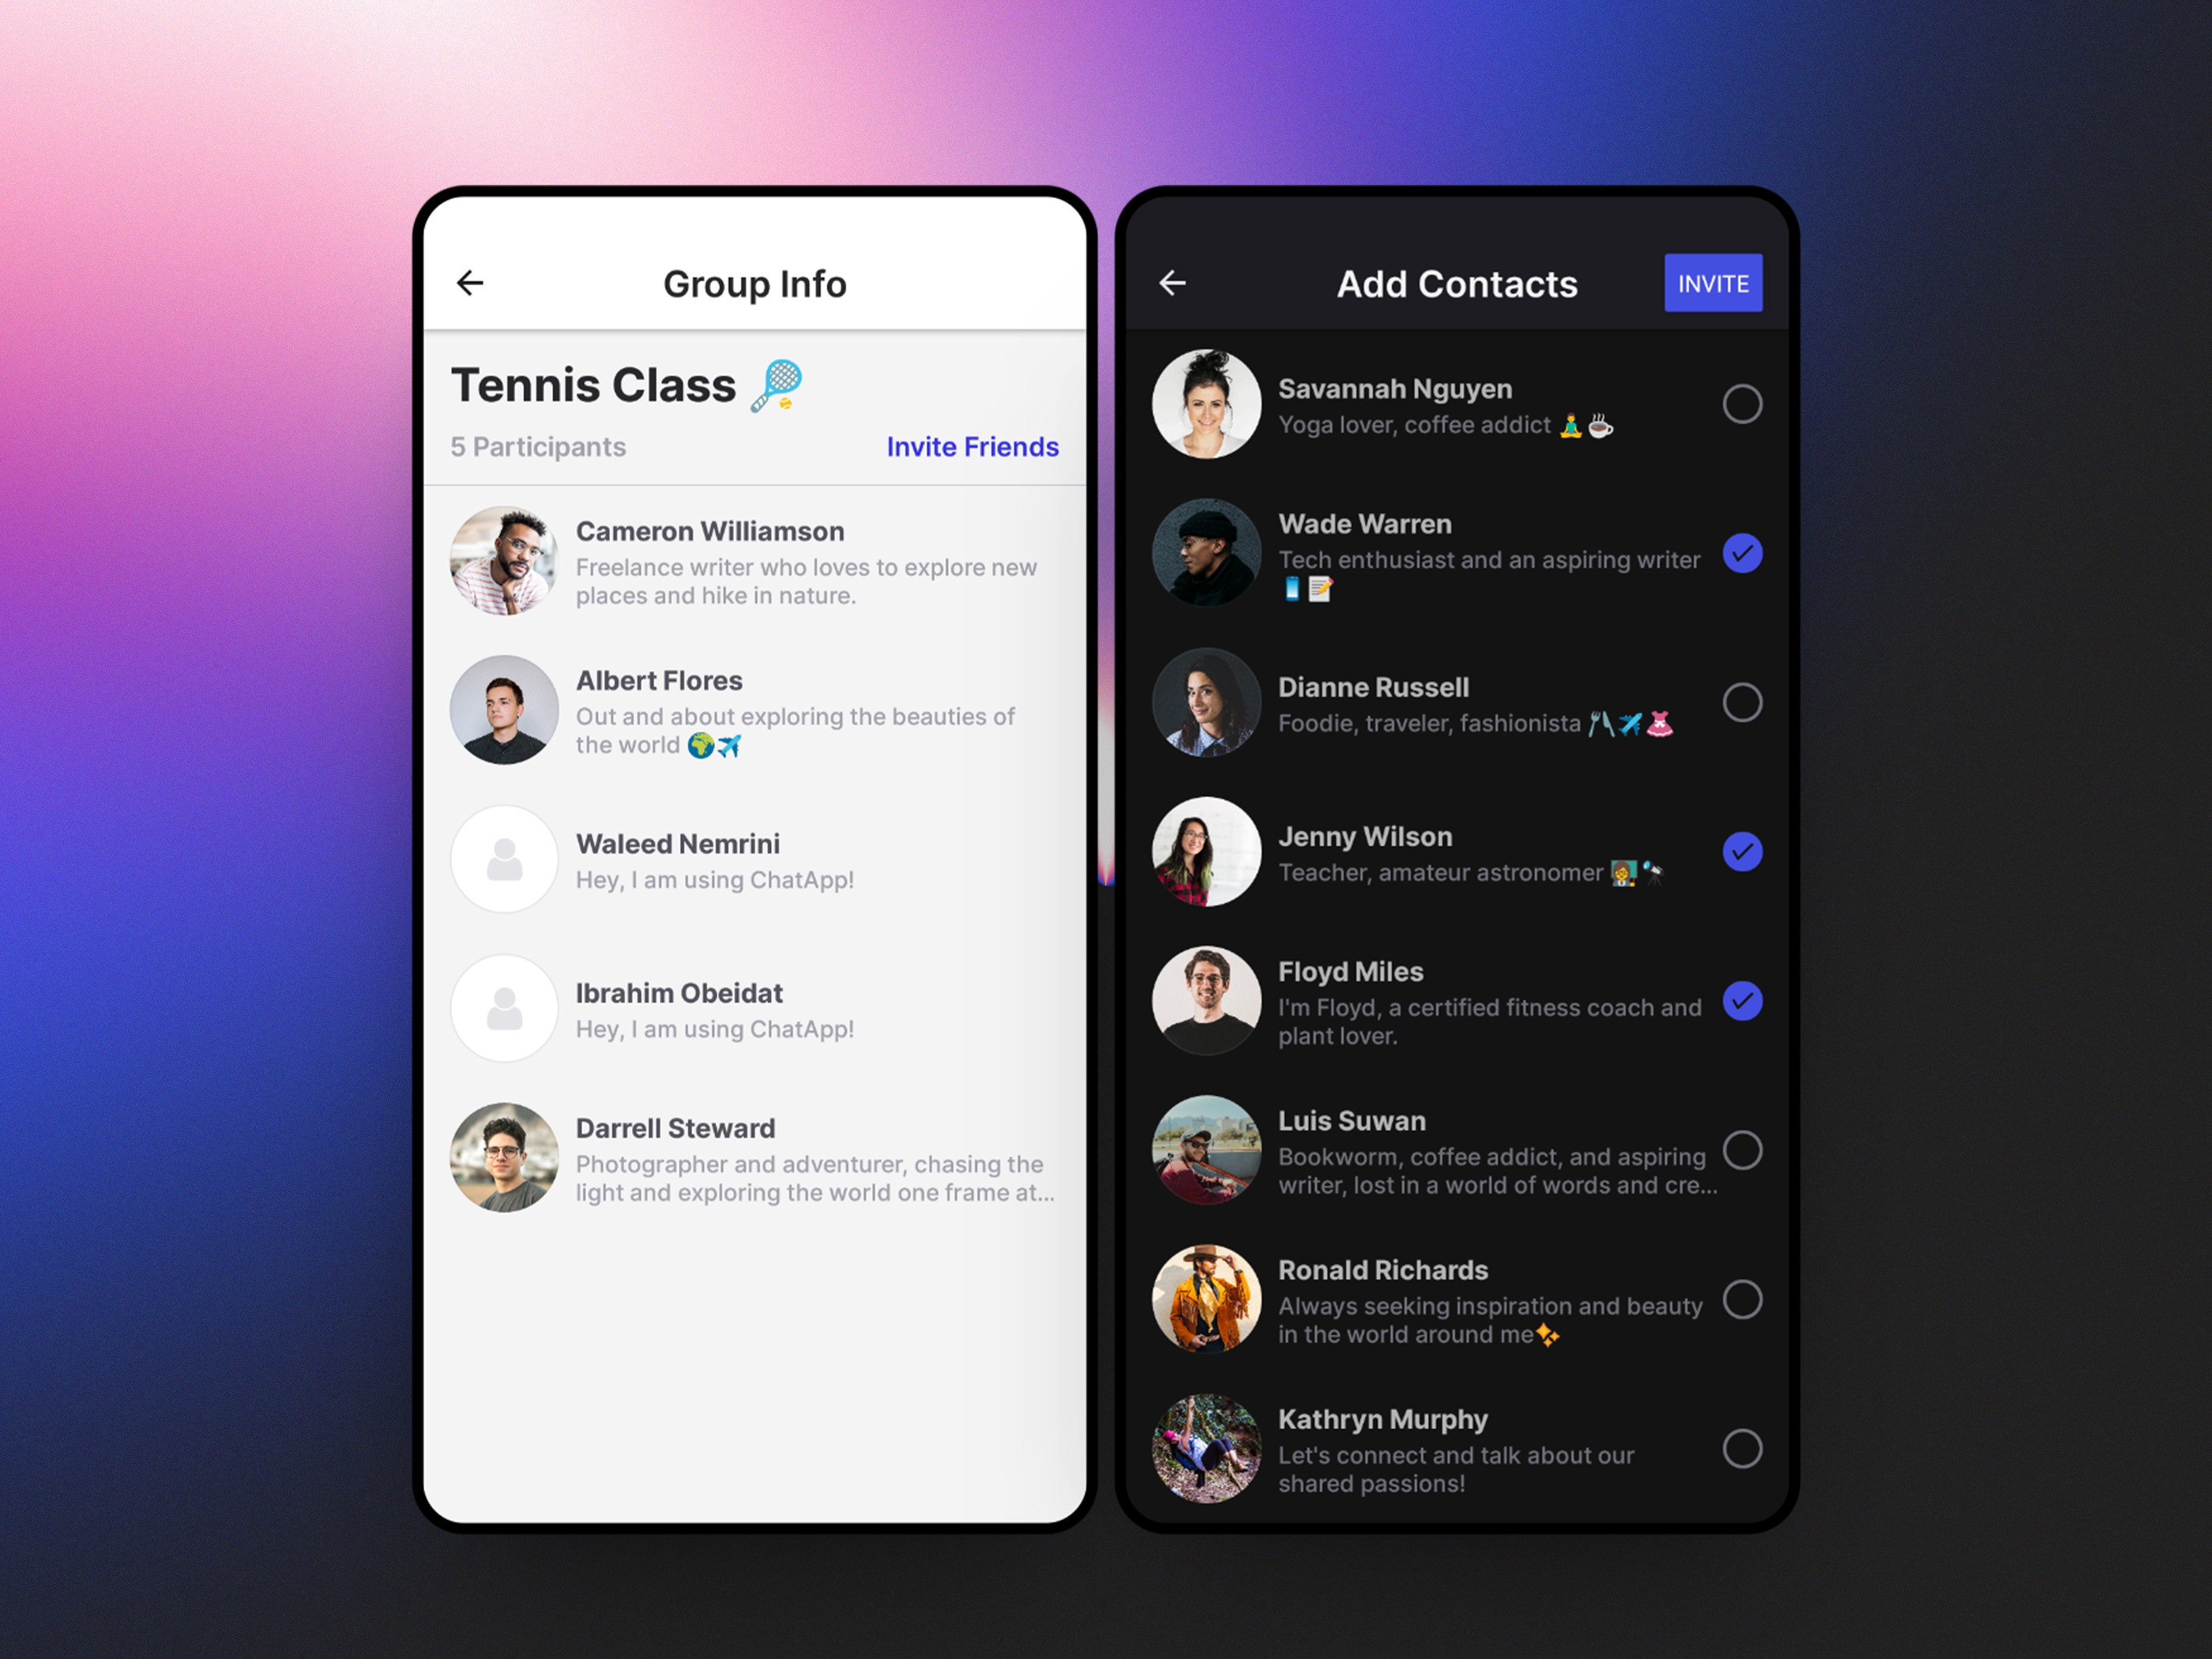 Group Info
Tennis Class 🎾
5 Participants
Invite Friends
Cameron Williamson
Freelance writer who loves to explore new
places and hike in nature.
Albert Flores
Out and about exploring the beauties of
the world 🌍✈️
Waleed Nemrini
Hey, I am using ChatApp!
Ibrahim Obeidat
Hey, I am using ChatApp!
Darrell Steward
Photographer and adventurer, chasing the
light and exploring the world one frame at...
Add Contacts
INVITE
Savannah Nguyen
Yoga lover, coffee addict 🧘☕
Wade Warren
Tech enthusiast and an aspiring writer
📱📝
Dianne Russell
Foodie, traveler, fashionista 🍴✈️👗
Jenny Wilson
Teacher, amateur astronomer 👩‍🏫🔭
Floyd Miles
I'm Floyd, a certified fitness coach and
plant lover.
Luis Suwan
Bookworm, coffee addict, and aspiring
writer, lost in a world of words and cre...
Ronald Richards
Always seeking inspiration and beauty
in the world around me✨
Kathryn Murphy
Let's connect and talk about our
shared passions!